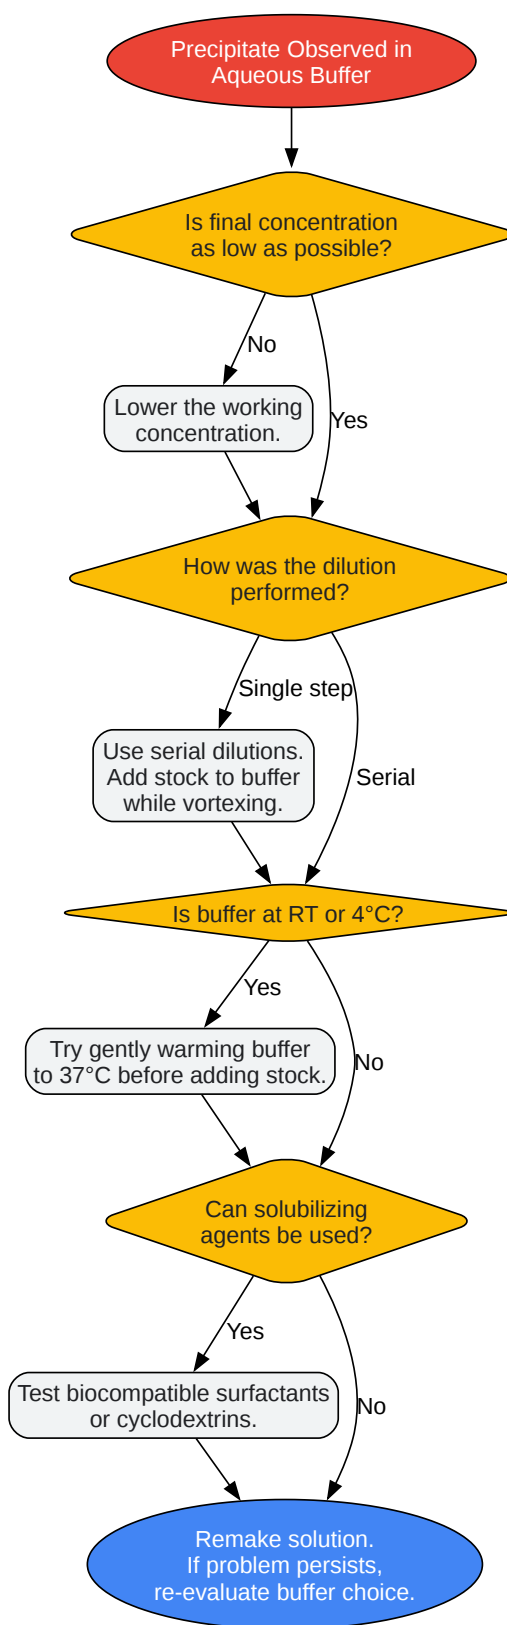 Precipitate Observed in
Aqueous Buffer
Is final concentration
as low as possible?
No
Lower the working
concentration.
Yes
How was the dilution
performed?
Single step
Use serial dilutions.
Add stock to buffer
while vortexing.
Serial
Is buffer at RT or 4°C?
Yes
Try gently warming buffer
to 37°C before adding stock.
No
Can solubilizing
agents be used?
Yes
Test biocompatible surfactants
or cyclodextrins.
No
Remake solution.
If problem persists,
re-evaluate buffer choice.